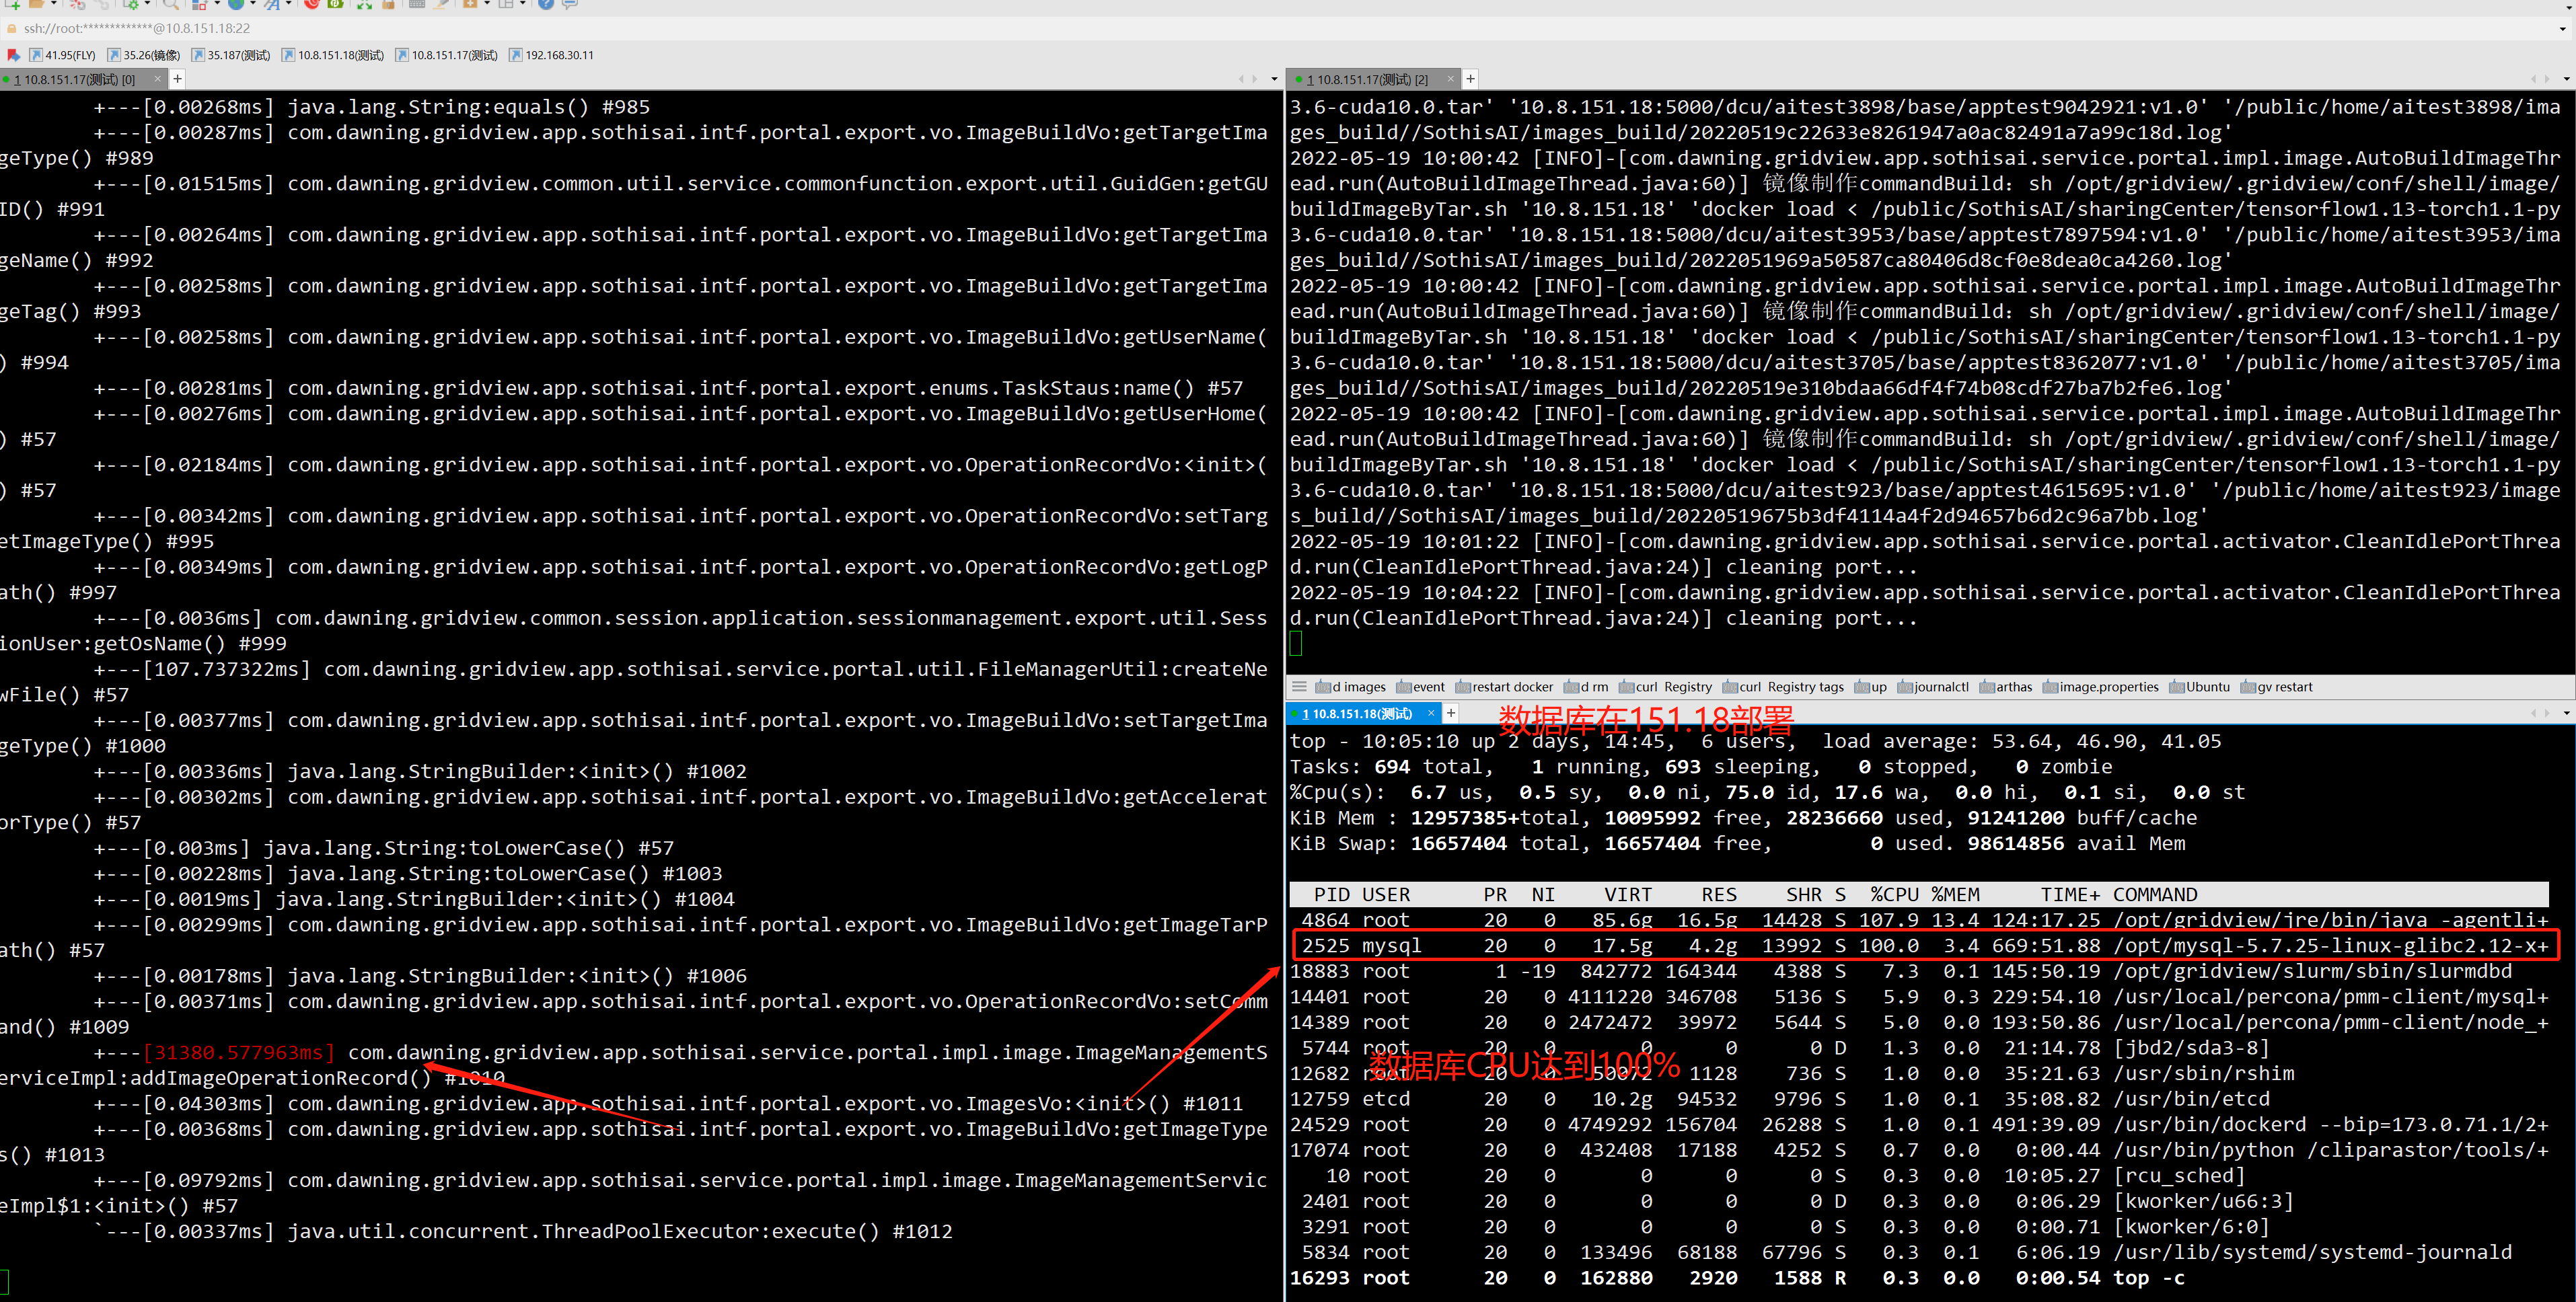 ssh://root:*************@10.8.151.18:22
41.95(FLY) 35.26(镜像) 35.187(测试) 10.8.151.18(测试) 10.8.151.17(测试) 192.168.30.11
1 10.8.151.17(测试) [0] × +
+---[0.00268ms] java.lang.String:equals() #985
+---[0.00287ms] com.dawning.gridview.app.sothisai.intf.portal.export.vo.ImageBuildVo:getTargetIma
geType() #989
+---[0.01515ms] com.dawning.gridview.common.util.service.commonfunction.export.util.GuidGen:getGU
ID() #991
+---[0.00264ms] com.dawning.gridview.app.sothisai.intf.portal.export.vo.ImageBuildVo:getTargetIma
geName() #992
+---[0.00258ms] com.dawning.gridview.app.sothisai.intf.portal.export.vo.ImageBuildVo:getTargetIma
geTag() #993
+---[0.00258ms] com.dawning.gridview.app.sothisai.intf.portal.export.vo.ImageBuildVo:getUserName(
) #994
+---[0.00281ms] com.dawning.gridview.app.sothisai.intf.portal.export.enums.TaskStaus:name() #57
+---[0.00276ms] com.dawning.gridview.app.sothisai.intf.portal.export.vo.ImageBuildVo:getUserHome(
) #57
+---[0.02184ms] com.dawning.gridview.app.sothisai.intf.portal.export.vo.OperationRecordVo:<init>(
) #57
+---[0.00342ms] com.dawning.gridview.app.sothisai.intf.portal.export.vo.OperationRecordVo:setTarg
etImageType() #995
+---[0.00349ms] com.dawning.gridview.app.sothisai.intf.portal.export.vo.OperationRecordVo:getLogP
ath() #997
+---[0.0036ms] com.dawning.gridview.common.session.application.sessionmanagement.export.util.Sess
ionUser:getOsName() #999
+---[107.737322ms] com.dawning.gridview.app.sothisai.service.portal.util.FileManagerUtil:createNe
wFile() #57
+---[0.00377ms] com.dawning.gridview.app.sothisai.intf.portal.export.vo.ImageBuildVo:setTargetIma
geType() #1000
+---[0.00336ms] java.lang.StringBuilder:<init>() #1002
+---[0.00302ms] com.dawning.gridview.app.sothisai.intf.portal.export.vo.ImageBuildVo:getAccelerat
orType() #57
+---[0.003ms] java.lang.String:toLowerCase() #57
+---[0.00228ms] java.lang.String:toLowerCase() #1003
+---[0.0019ms] java.lang.StringBuilder:<init>() #1004
+---[0.00299ms] com.dawning.gridview.app.sothisai.intf.portal.export.vo.ImageBuildVo:getImageTarP
ath() #57
+---[0.00178ms] java.lang.StringBuilder:<init>() #1006
+---[0.00371ms] com.dawning.gridview.app.sothisai.intf.portal.export.vo.OperationRecordVo:setComm
and() #1009
+---[31380.577963ms] com.dawning.gridview.app.sothisai.service.portal.impl.image.ImageManagementS
erviceImpl:addImageOperationRecord() #1010
+---[0.04303ms] com.dawning.gridview.app.sothisai.intf.portal.export.vo.ImagesVo:<init>() #1011
+---[0.00368ms] com.dawning.gridview.app.sothisai.intf.portal.export.vo.ImageBuildVo:getImageType
s() #1013
+---[0.09792ms] com.dawning.gridview.app.sothisai.service.portal.impl.image.ImageManagementServic
eImpl$1:<init>() #57
`---[0.00337ms] java.util.concurrent.ThreadPoolExecutor:execute() #1012
1 10.8.151.17(测试) [2] × +
3.6-cuda10.0.tar' '10.8.151.18:5000/dcu/aitest3898/base/apptest9042921:v1.0' '/public/home/aitest3898/ima
ges_build//SothisAI/images_build/20220519c22633e8261947a0ac82491a7a99c18d.log'
2022-05-19 10:00:42 [INFO]-[com.dawning.gridview.app.sothisai.service.portal.impl.image.AutoBuildImageThr
ead.run(AutoBuildImageThread.java:60)] 镜像制作commandBuild: sh /opt/gridview/.gridview/conf/shell/image/
buildImageByTar.sh '10.8.151.18' 'docker load < /public/SothisAI/sharingCenter/tensorflow1.13-torch1.1-py
3.6-cuda10.0.tar' '10.8.151.18:5000/dcu/aitest3953/base/apptest7897594:v1.0' '/public/home/aitest3953/ima
ges_build//SothisAI/images_build/2022051969a50587ca80406d8cf0e8dea0ca4260.log'
2022-05-19 10:00:42 [INFO]-[com.dawning.gridview.app.sothisai.service.portal.impl.image.AutoBuildImageThr
ead.run(AutoBuildImageThread.java:60)] 镜像制作commandBuild: sh /opt/gridview/.gridview/conf/shell/image/
buildImageByTar.sh '10.8.151.18' 'docker load < /public/SothisAI/sharingCenter/tensorflow1.13-torch1.1-py
3.6-cuda10.0.tar' '10.8.151.18:5000/dcu/aitest3705/base/apptest8362077:v1.0' '/public/home/aitest3705/ima
ges_build//SothisAI/images_build/20220519e310bdaa66df4f74b08cdf27ba7b2fe6.log'
2022-05-19 10:00:42 [INFO]-[com.dawning.gridview.app.sothisai.service.portal.impl.image.AutoBuildImageThr
ead.run(AutoBuildImageThread.java:60)] 镜像制作commandBuild: sh /opt/gridview/.gridview/conf/shell/image/
buildImageByTar.sh '10.8.151.18' 'docker load < /public/SothisAI/sharingCenter/tensorflow1.13-torch1.1-py
3.6-cuda10.0.tar' '10.8.151.18:5000/dcu/aitest923/base/apptest4615695:v1.0' '/public/home/aitest923/image
s_build//SothisAI/images_build/20220519675b3df4114a4f2d94657b6d2c96a7bb.log'
2022-05-19 10:01:22 [INFO]-[com.dawning.gridview.app.sothisai.service.portal.activator.CleanIdlePortThrea
d.run(CleanIdlePortThread.java:24)] cleaning port...
2022-05-19 10:04:22 [INFO]-[com.dawning.gridview.app.sothisai.service.portal.activator.CleanIdlePortThrea
d.run(CleanIdlePortThread.java:24)] cleaning port...
d images event restart docker d rm curl Registry curl Registry tags up journalctl arthas image.properties Ubuntu gv restart
1 10.8.151.18(测试) × +
数据库在151.18部署
top - 10:05:10 up 2 days, 14:45, 6 users, load average: 53.64, 46.90, 41.05
Tasks: 694 total, 1 running, 693 sleeping, 0 stopped, 0 zombie
%Cpu(s): 6.7 us, 0.5 sy, 0.0 ni, 75.0 id, 17.6 wa, 0.0 hi, 0.1 si, 0.0 st
KiB Mem : 12957385+total, 10095992 free, 28236660 used, 91241200 buff/cache
KiB Swap: 16657404 total, 16657404 free, 0 used. 98614856 avail Mem
PID USER PR NI VIRT RES SHR S %CPU %MEM TIME+ COMMAND
4864 root 20 0 85.6g 16.5g 14428 S 107.9 13.4 124:17.25 /opt/gridview/jre/bin/java -agentli+
2525 mysql 20 0 17.5g 4.2g 13992 S 100.0 3.4 669:51.88 /opt/mysql-5.7.25-linux-glibc2.12-x+
18883 root 1 -19 842772 164344 4388 S 7.3 0.1 145:50.19 /opt/gridview/slurm/sbin/slurmdbd
14401 root 20 0 4111220 346708 5136 S 5.9 0.3 229:54.10 /usr/local/percona/pmm-client/mysql+
14389 root 20 0 2472472 39972 5644 S 5.0 0.0 193:50.86 /usr/local/percona/pmm-client/node_+
5744 root 20 0 0 0 0 D 1.3 0.0 21:14.78 [jbd2/sda3-8]
数据库CPU达到100%
12682 root 20 0 50072 1128 736 S 1.0 0.0 35:21.63 /usr/sbin/rshim
12759 etcd 20 0 10.2g 94532 9796 S 1.0 0.1 35:08.82 /usr/bin/etcd
24529 root 20 0 4749292 156704 26288 S 1.0 0.1 491:39.09 /usr/bin/dockerd --bip=173.0.71.1/2+
17074 root 20 0 432408 17188 4252 S 0.7 0.0 0:00.44 /usr/bin/python /cliparastor/tools/+
10 root 20 0 0 0 0 S 0.3 0.0 10:05.27 [rcu_sched]
2401 root 20 0 0 0 0 D 0.3 0.0 0:06.29 [kworker/u66:3]
3291 root 20 0 0 0 0 S 0.3 0.0 0:00.71 [kworker/6:0]
5834 root 20 0 133496 68188 67796 S 0.3 0.1 6:06.19 /usr/lib/systemd/systemd-journald
16293 root 20 0 162880 2920 1588 R 0.3 0.0 0:00.54 top -c